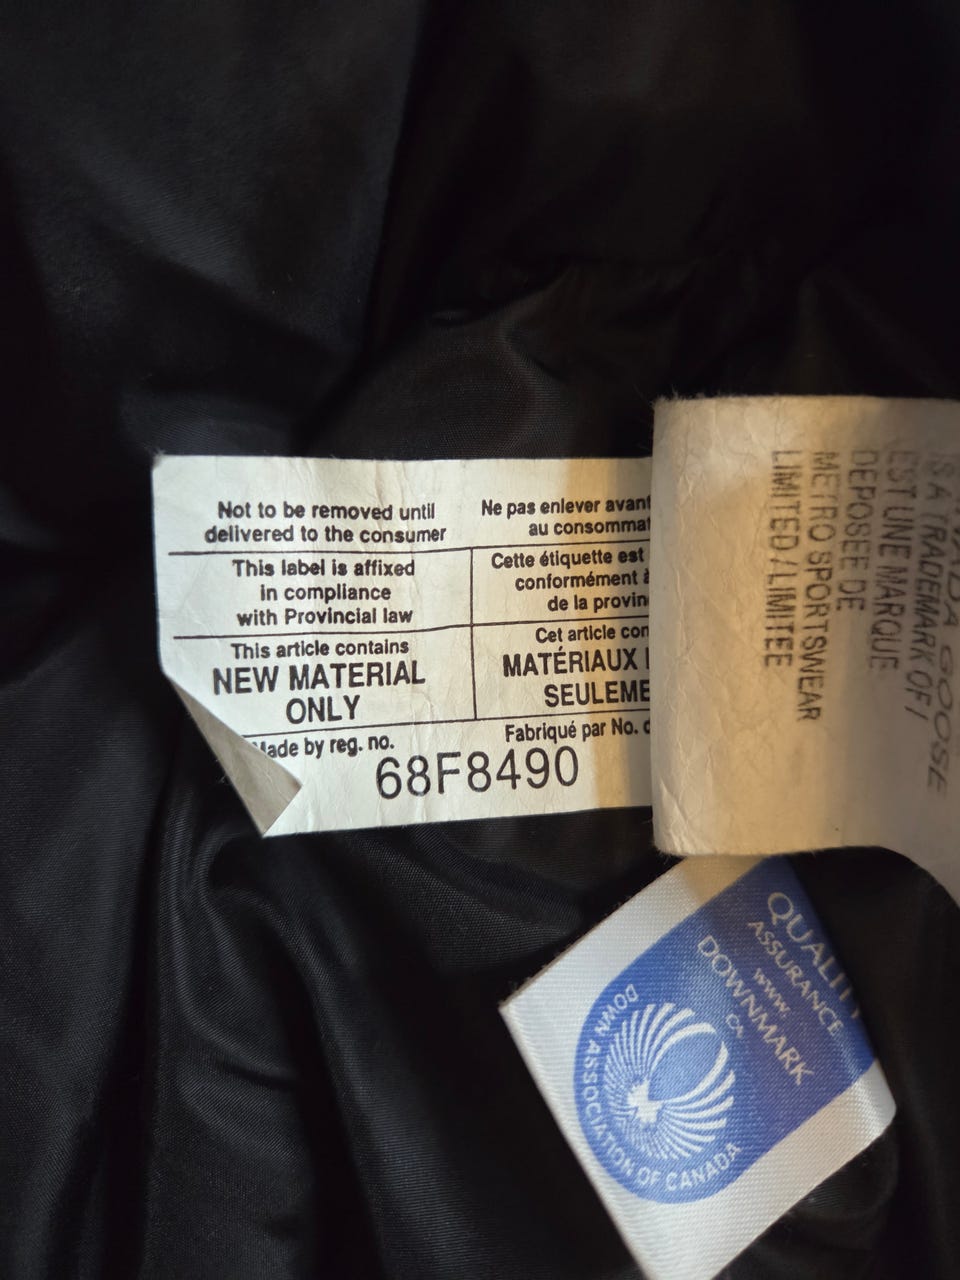 Not to be removed until
delivered to the consumer
Ne pas enlever avant
au consommat
This label is affixed
in compliance
with Provincial law
Cette étiquette est
conformément à
de la provin
This article contains
NEW MATERIAL
ONLY
Cet article con
MATÉRIAUX
SEULEME
Made by reg. no.
Fabriqué par No. d
68F8490
GOOSE
IS A TRADEMARK OF /
EST UNE MARQUE
DEPOSEE DE
METRO SPORTSWEAR
LIMITED/LIMITEE
QUALITY
ASSURANCE
www.
DOWNMARK
.ca
DOWN ASSOCIATION OF CANADA